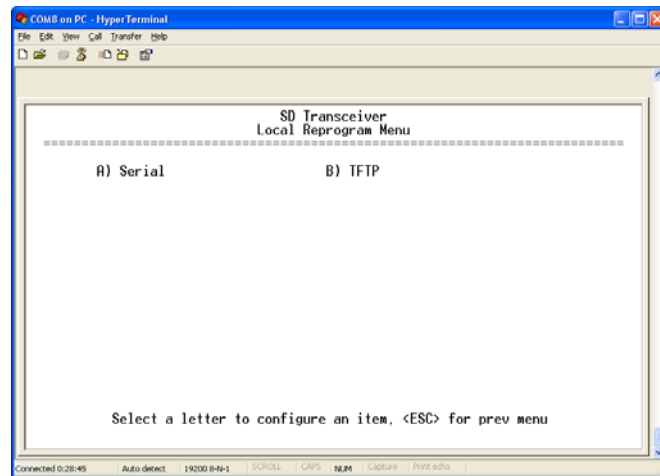 COM8 on PC - HyperTerminal
File Edit View Call Transfer Help
SD Transceiver
Local Reprogram Menu
================================================================================
A) Serial B) TFTP
Select a letter to configure an item, <ESC> for prev menu
Connected 0:28:45 Auto detect 19200 8-N-1 SCROLL CAPS NUM Capture Print echo